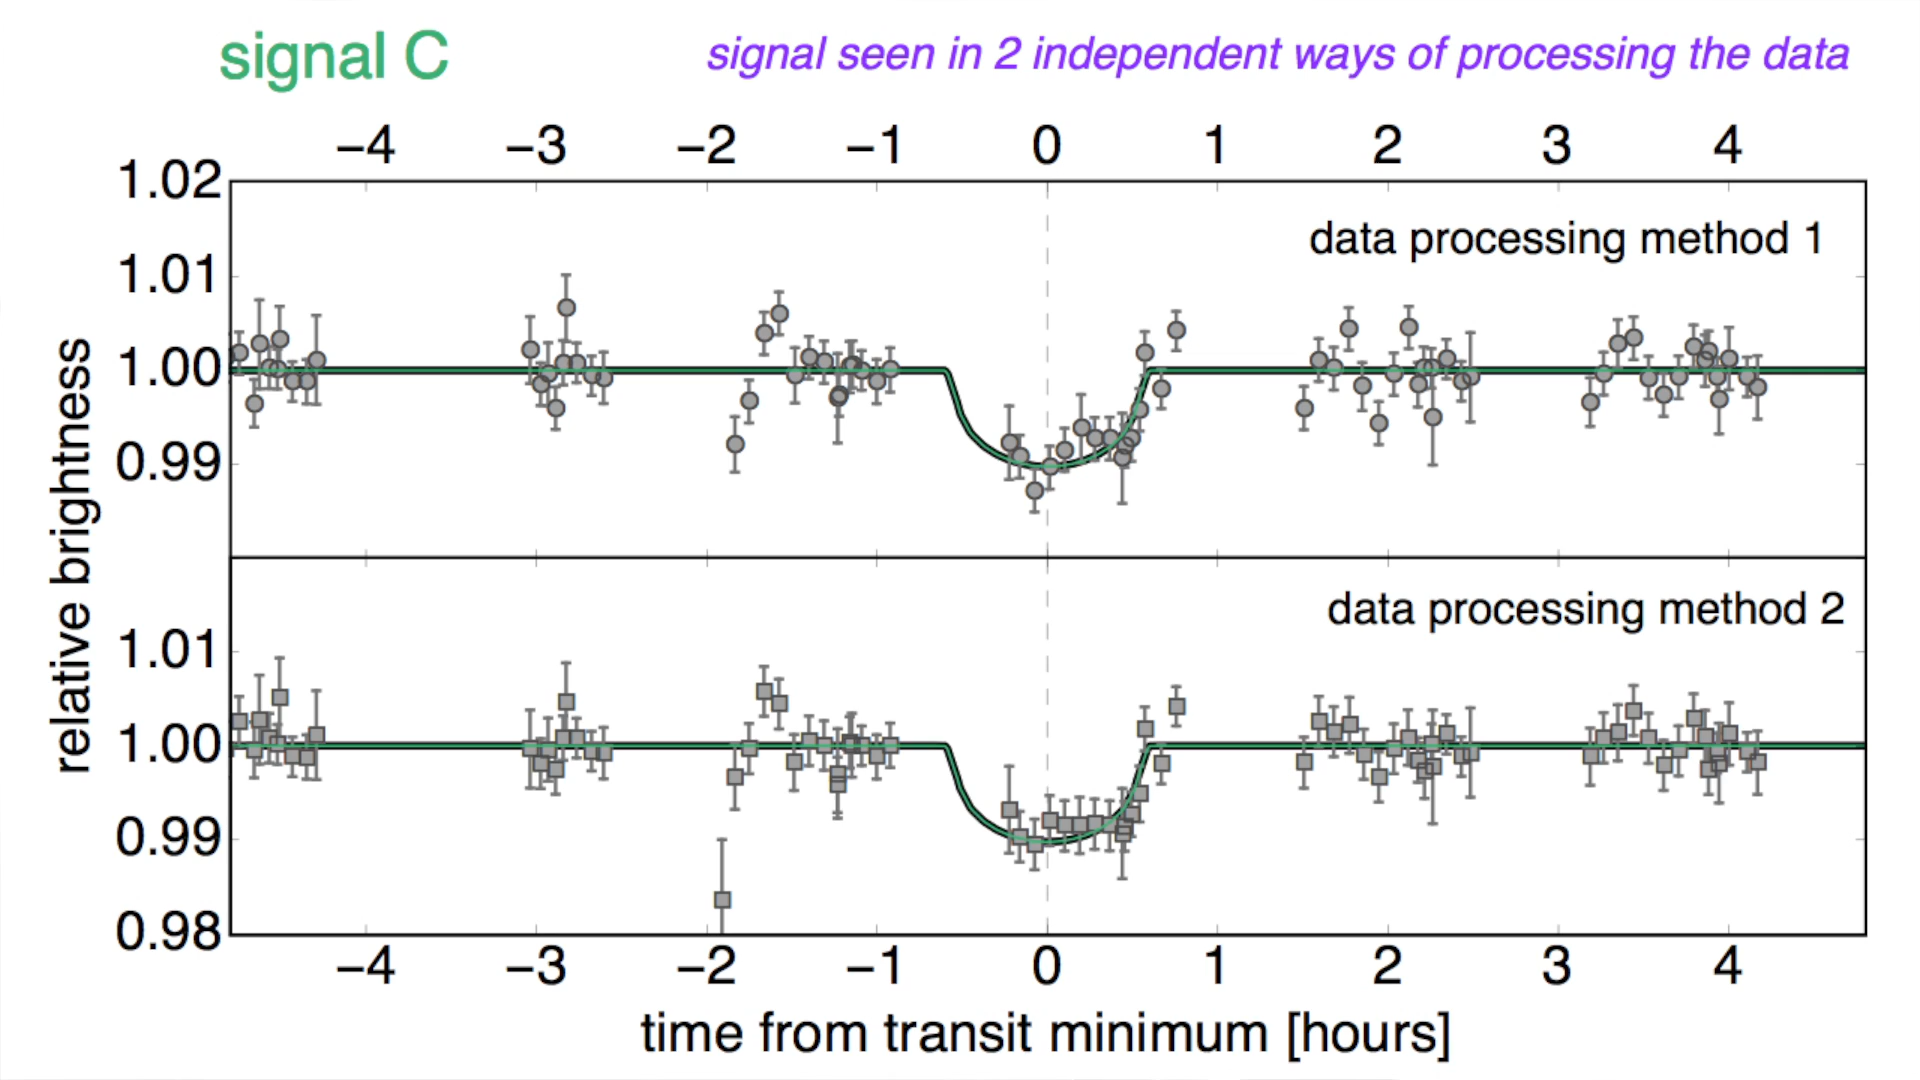 signal C
signal seen in 2 independent ways of processing the data
−4 −3 −2 −1 0 1 2 3 4
1.02
data processing method 1
1.01
1.00
0.99
relative brightness
data processing method 2
1.01
1.00
0.99
0.98
−4 −3 −2 −1 0 1 2 3 4
time from transit minimum [hours]